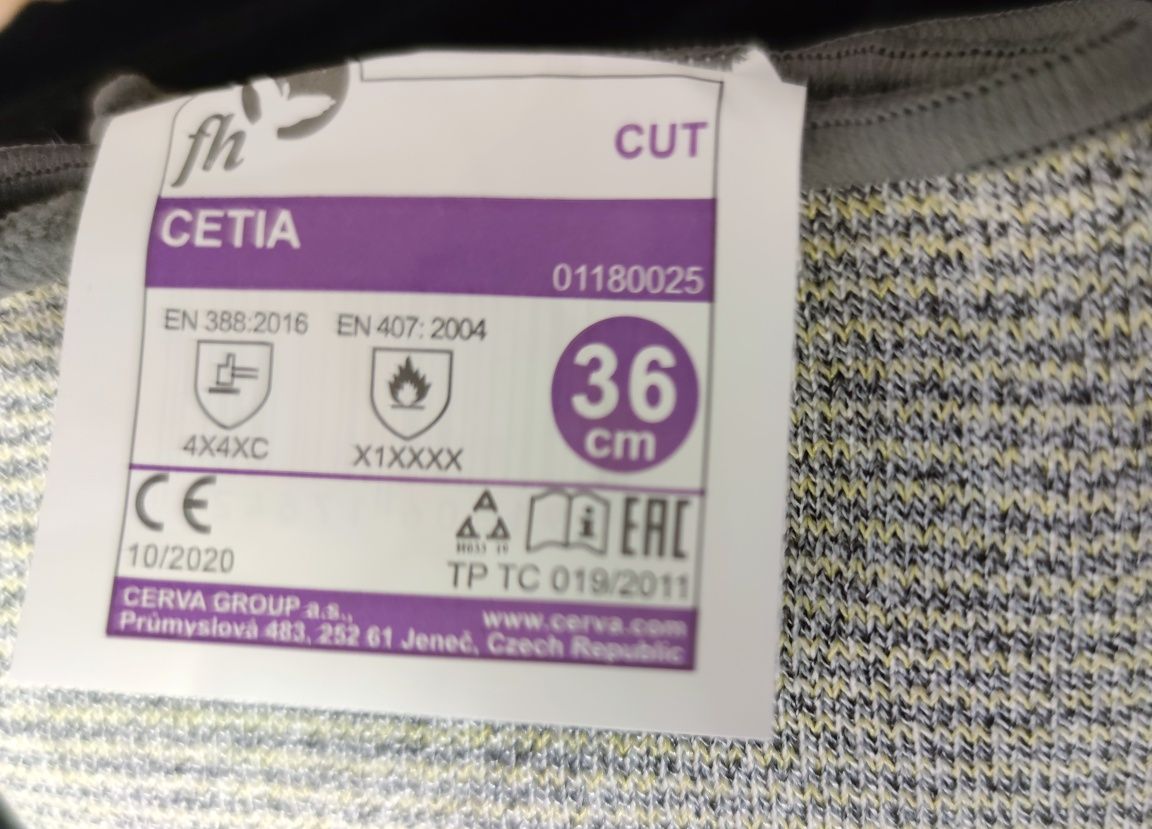 fh
CUT
CETIA
01180025
EN 388:2016 EN 407: 2004
36
cm
4X4XC X1XXXX
CE
EAC
10/2020
TP TC 019/2011
CERVA GROUP a.s.,
www.cerva.com
Průmyslová 483, 252 61 Jeneč, Czech Republic